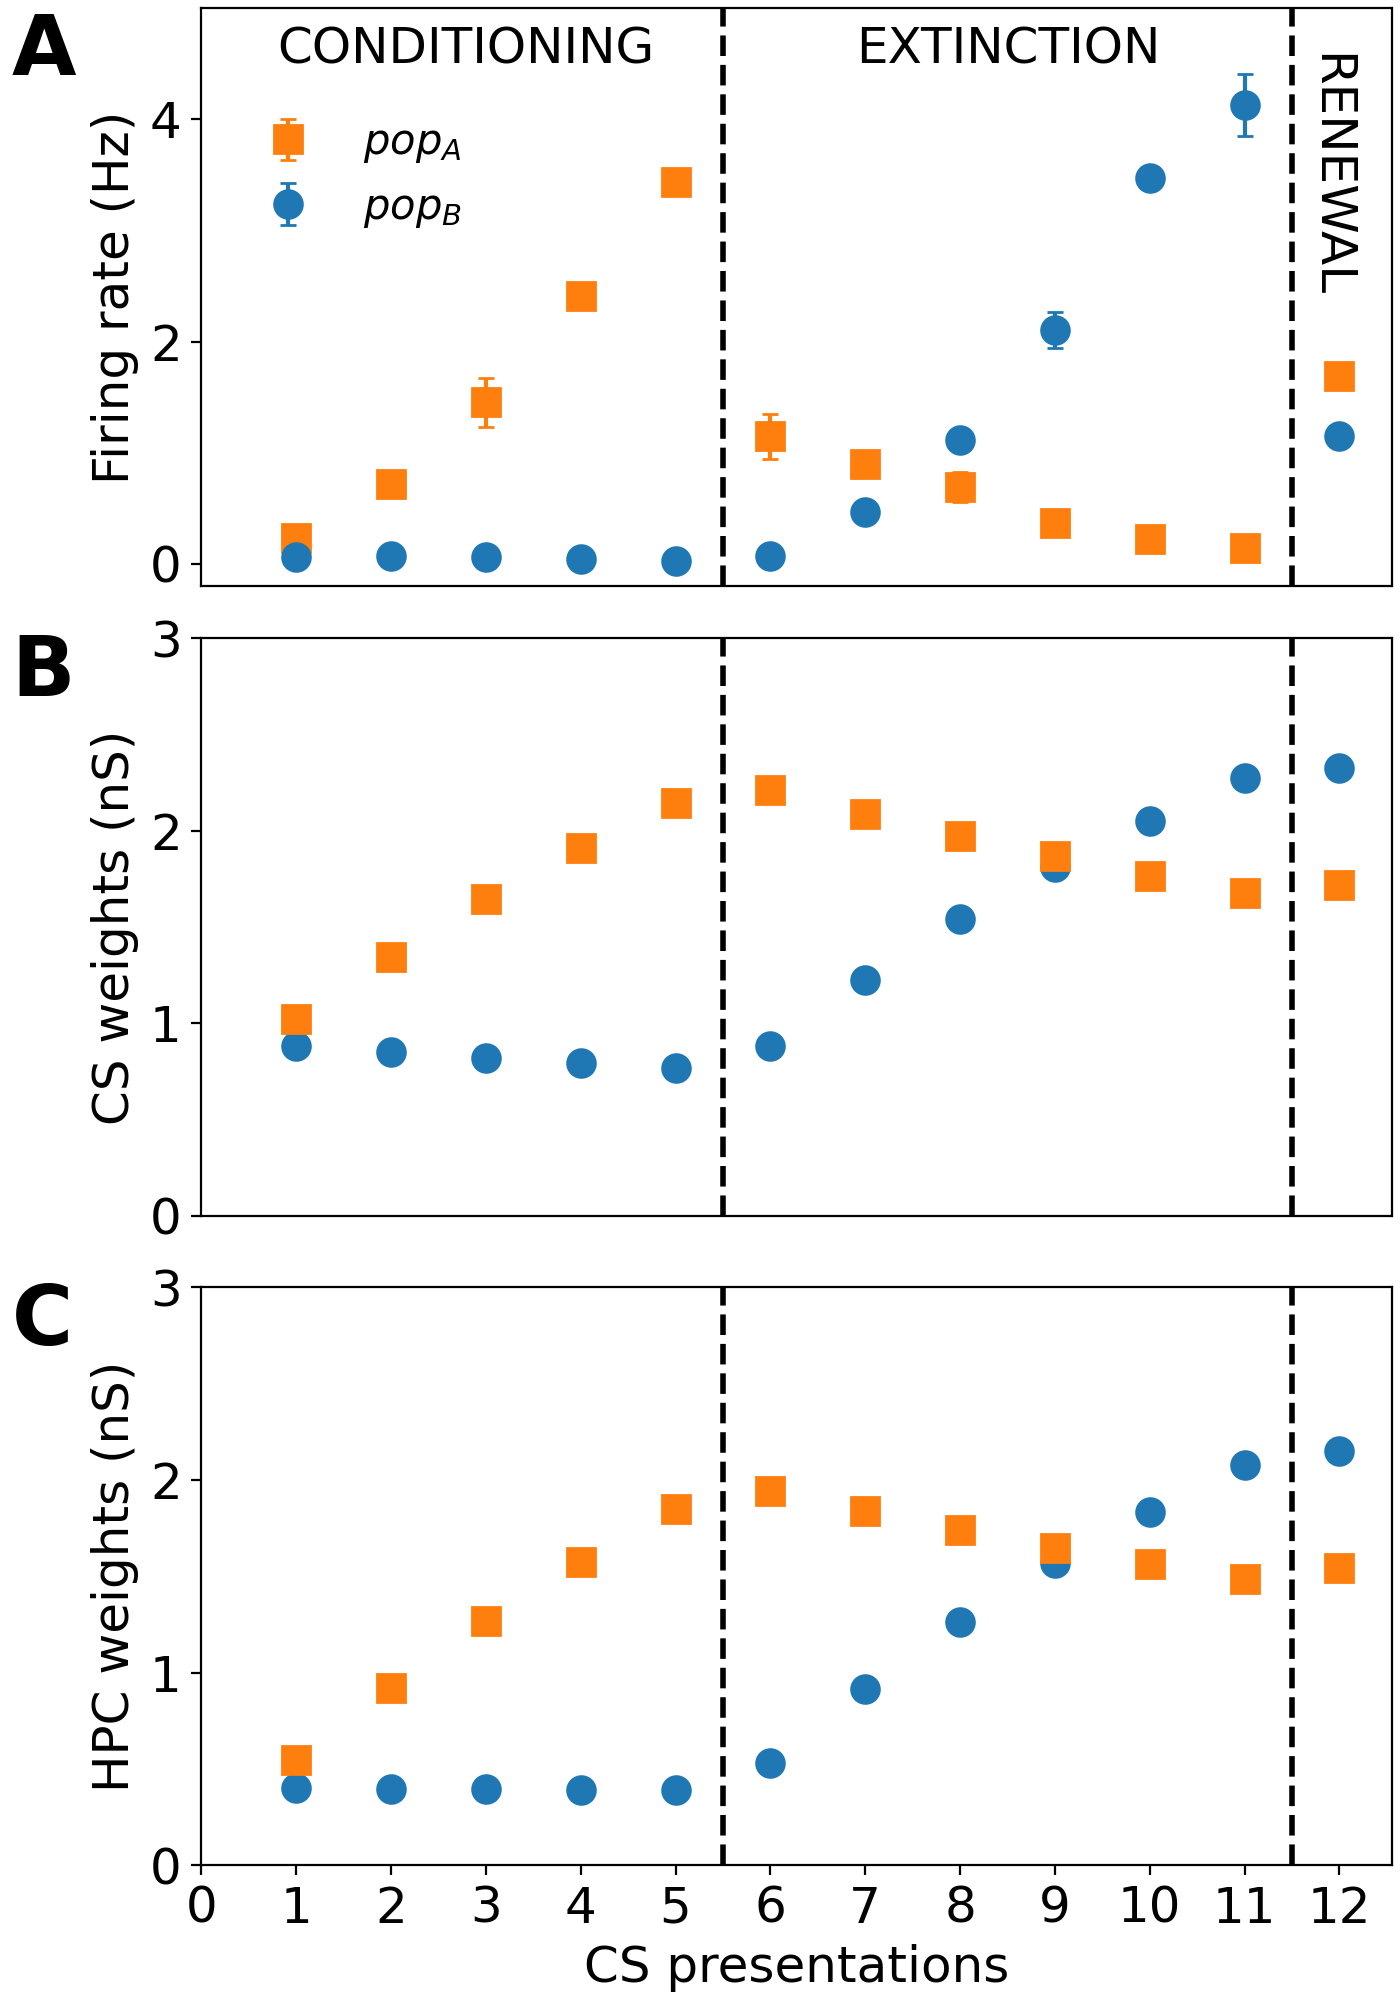 A
CONDITIONING
EXTINCTION
RENEWAL
pop_A
pop_B
Firing rate (Hz)
4
2
0
B
CS weights (nS)
3
2
1
0
C
HPC weights (nS)
3
2
1
0
0 1 2 3 4 5 6 7 8 9 10 11 12
CS presentations